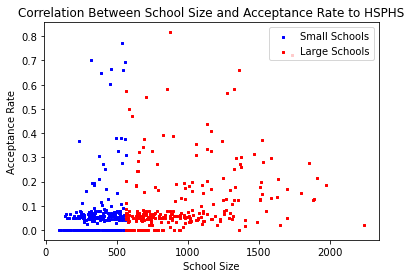 Correlation Between School Size and Acceptance Rate to HSPHS
Small Schools
Large Schools
Acceptance Rate
0.8
0.7
0.6
0.5
0.4
0.3
0.2
0.1
0.0
0
500
1000
1500
2000
School Size